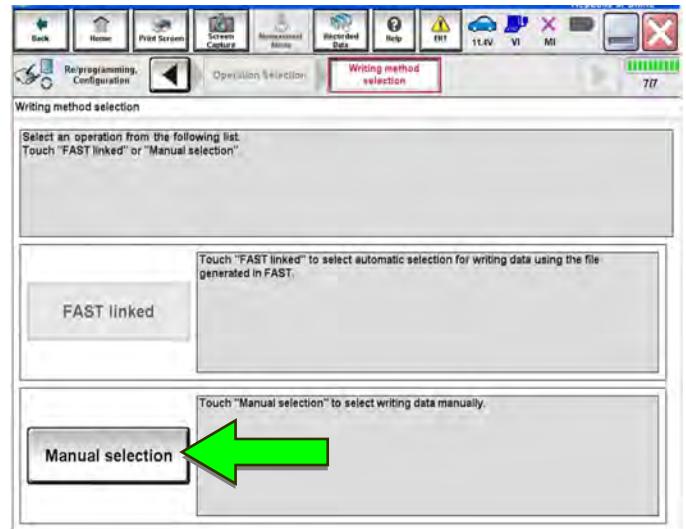 Back
Home
Print Screen
Screen
Capture
Measurement
Mode
Recorded
Data
Help
ERT
11.4V
VI
MI
Re/programming,
Configuration
Operation Selection
Writing method
selection
7/7
Writing method selection
Select an operation from the following list.
Touch "FAST linked" or "Manual selection".
FAST linked
Touch "FAST linked" to select automatic selection for writing data using the file
generated in FAST.
Manual selection
Touch "Manual selection" to select writing data manually.